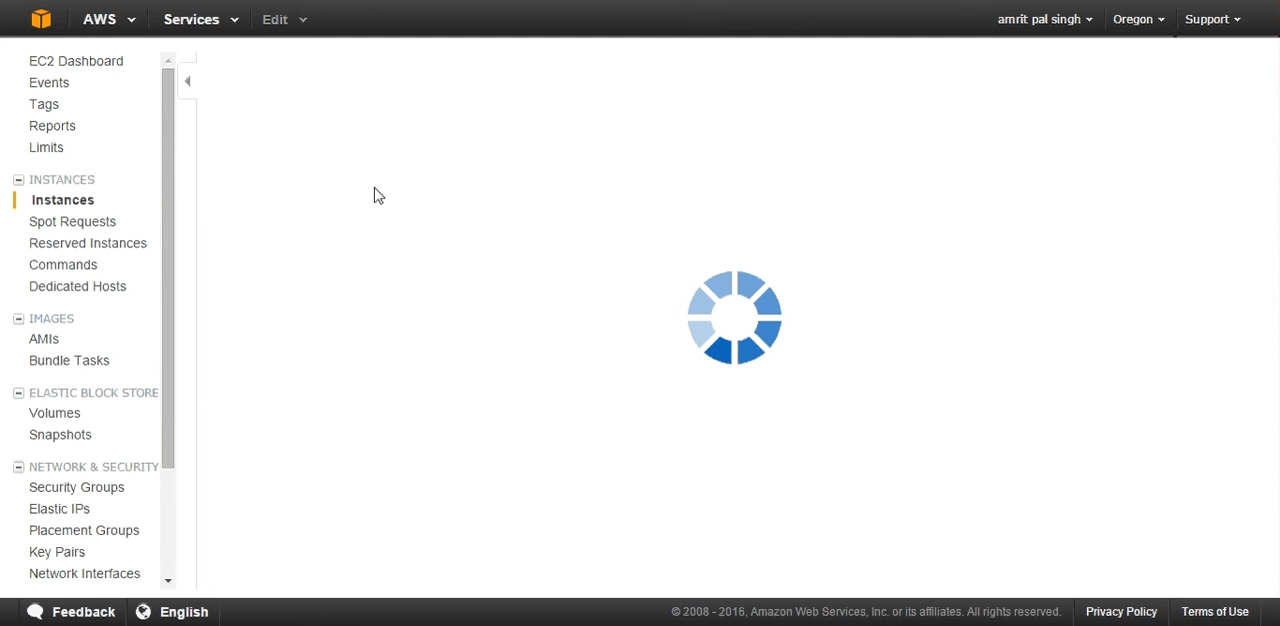 AWS Services Edit amrit pal singh Oregon Support
EC2 Dashboard
Events
Tags
Reports
Limits
INSTANCES
Instances
Spot Requests
Reserved Instances
Commands
Dedicated Hosts
IMAGES
AMIs
Bundle Tasks
ELASTIC BLOCK STORE
Volumes
Snapshots
NETWORK & SECURITY
Security Groups
Elastic IPs
Placement Groups
Key Pairs
Network Interfaces
Feedback English © 2008 - 2016, Amazon Web Services, Inc. or its affiliates. All rights reserved. Privacy Policy Terms of Use